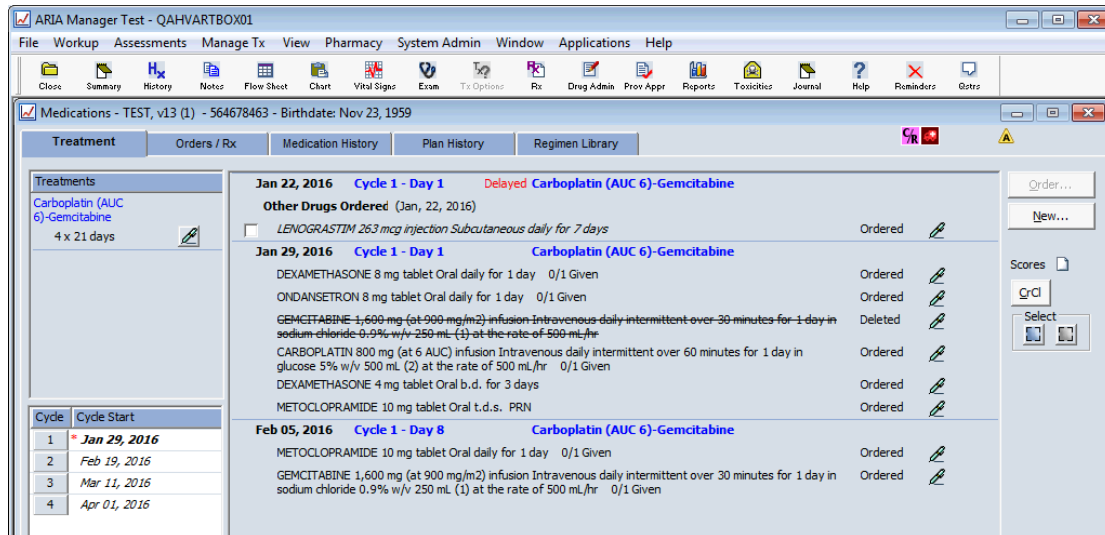 ARIA Manager Test - QAHVARTBOX01
File Workup Assessments Manage Tx View Pharmacy System Admin Window Applications Help
Close Summary History Notes Flow Sheet Chart Vital Signs Exam Tx Options Rx Drug Admin Prov Appr Reports Toxicities Journal Help Reminders Qstrs
Medications - TEST, v13 (1) - 564678463 - Birthdate: Nov 23, 1959
Treatment Orders / Rx Medication History Plan History Regimen Library C/R A
Treatments
Carboplatin (AUC
6)-Gemcitabine
4 x 21 days
Jan 22, 2016 Cycle 1 - Day 1 Delayed Carboplatin (AUC 6)-Gemcitabine
Other Drugs Ordered (Jan, 22, 2016)
LENOGRASTIM 263 mcg injection Subcutaneous daily for 7 days Ordered
Jan 29, 2016 Cycle 1 - Day 1 Carboplatin (AUC 6)-Gemcitabine
DEXAMETHASONE 8 mg tablet Oral daily for 1 day 0/1 Given Ordered
ONDANSETRON 8 mg tablet Oral daily for 1 day 0/1 Given Ordered
GEMCITABINE 1,600 mg (at 900 mg/m2) infusion Intravenous daily intermittent over 30 minutes for 1 day in Deleted
sodium chloride 0.9% w/v 250 mL (1) at the rate of 500 mL/hr
CARBOPLATIN 800 mg (at 6 AUC) infusion Intravenous daily intermittent over 60 minutes for 1 day in Ordered
glucose 5% w/v 500 mL (2) at the rate of 500 mL/hr 0/1 Given
DEXAMETHASONE 4 mg tablet Oral b.d. for 3 days Ordered
METOCLOPRAMIDE 10 mg tablet Oral t.d.s. PRN Ordered
Feb 05, 2016 Cycle 1 - Day 8 Carboplatin (AUC 6)-Gemcitabine
METOCLOPRAMIDE 10 mg tablet Oral daily for 1 day 0/1 Given Ordered
GEMCITABINE 1,600 mg (at 900 mg/m2) infusion Intravenous daily intermittent over 30 minutes for 1 day in Ordered
sodium chloride 0.9% w/v 250 mL (1) at the rate of 500 mL/hr 0/1 Given
Cycle Cycle Start
1 * Jan 29, 2016
2 Feb 19, 2016
3 Mar 11, 2016
4 Apr 01, 2016
Order...
New...
Scores
CrCl
Select